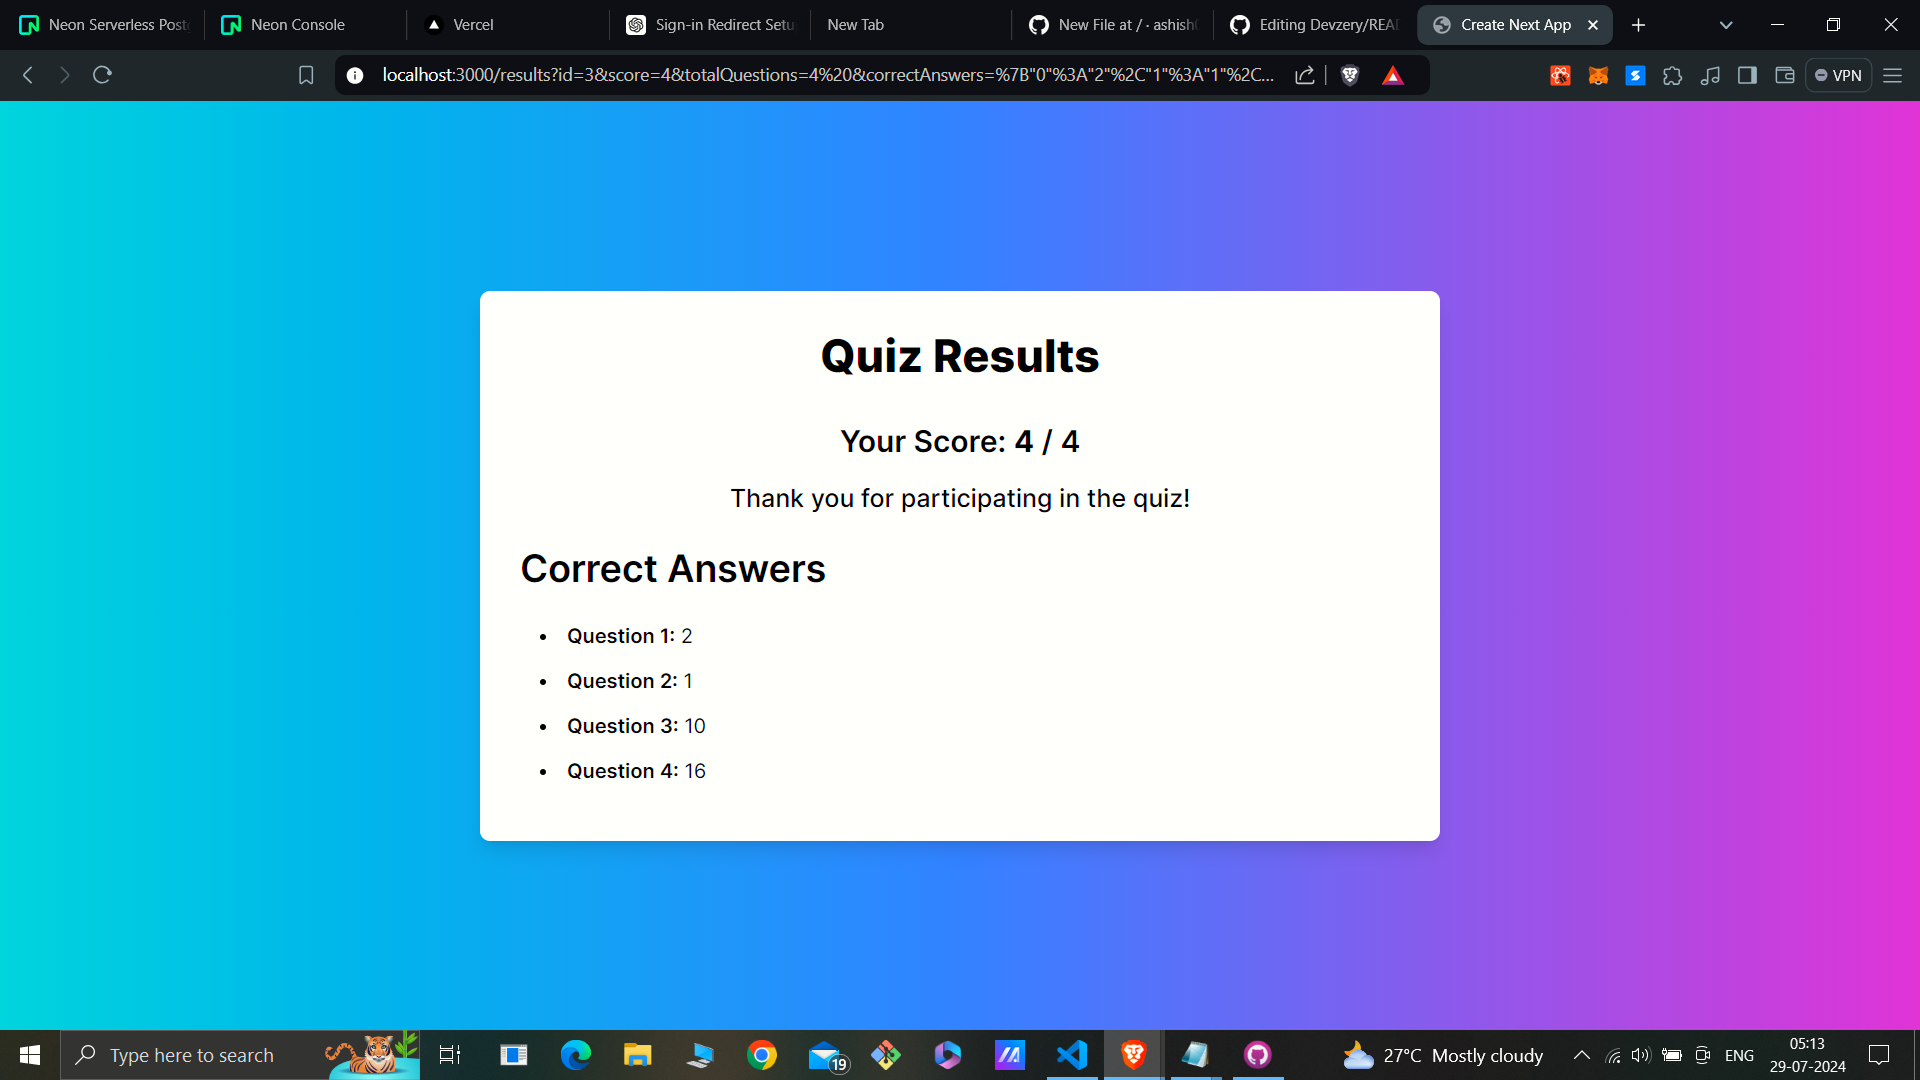 Neon Serverless Post
Neon Console
Vercel
Sign-in Redirect Setu
New Tab
New File at / · ashish
Editing Devzery/REA
Create Next App
localhost:3000/results?id=3&score=4&totalQuestions=4%20&correctAnswers=%7B"0"%3A"2"%2C"1"%3A"1"%2C...
VPN
Quiz Results
Your Score: 4 / 4
Thank you for participating in the quiz!
Correct Answers
• Question 1: 2
• Question 2: 1
• Question 3: 10
• Question 4: 16
Type here to search
19
27°C Mostly cloudy
ENG
05:13
29-07-2024